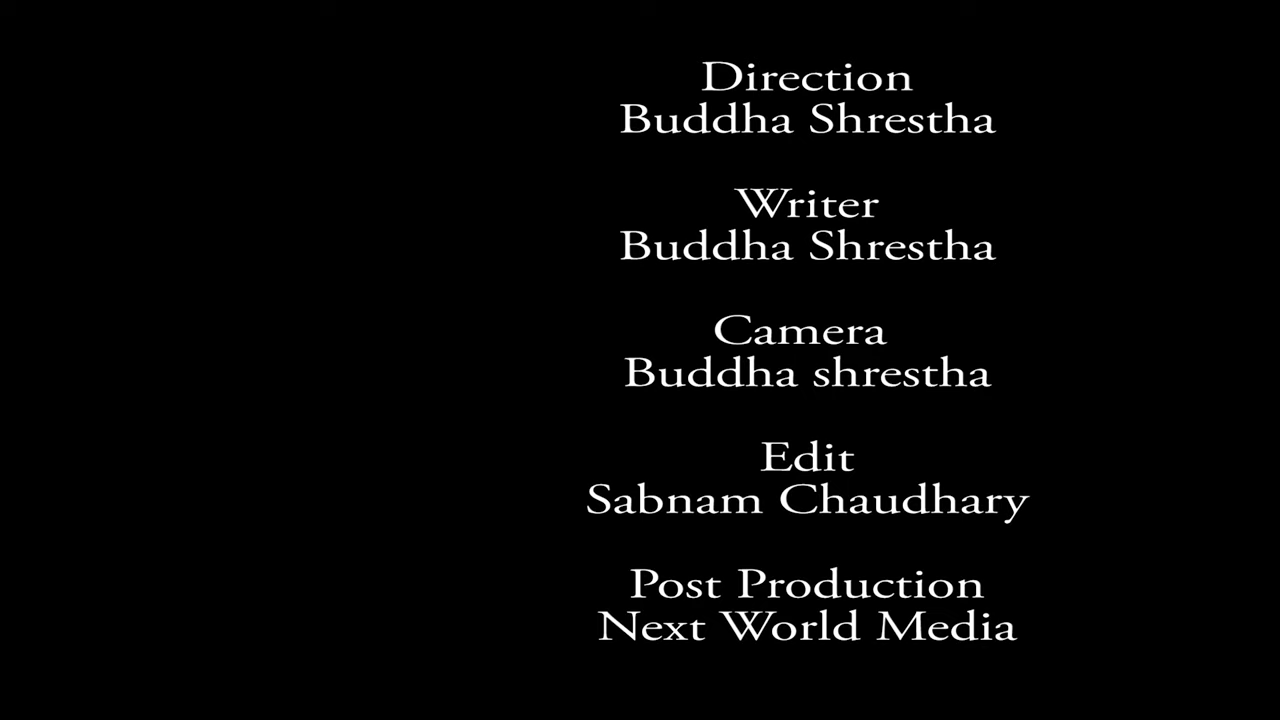 Direction
Buddha Shrestha
Writer
Buddha Shrestha
Camera
Buddha shrestha
Edit
Sabnam Chaudhary
Post Production
Next World Media